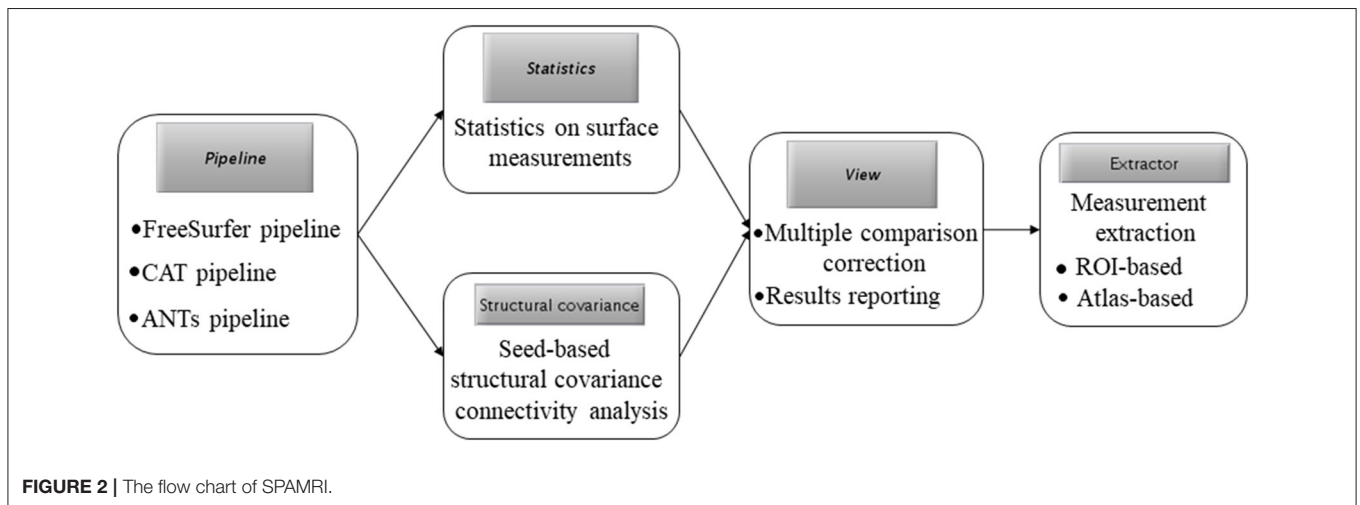 Pipeline
•FreeSurfer pipeline
•CAT pipeline
•ANTs pipeline
Statistics
Statistics on surface
measurements
Structural covariance
Seed-based
structural covariance
connectivity analysis
View
•Multiple comparison
correction
•Results reporting
Extractor
Measurement
extraction
• ROI-based
• Atlas-based
FIGURE 2 | The flow chart of SPAMRI.